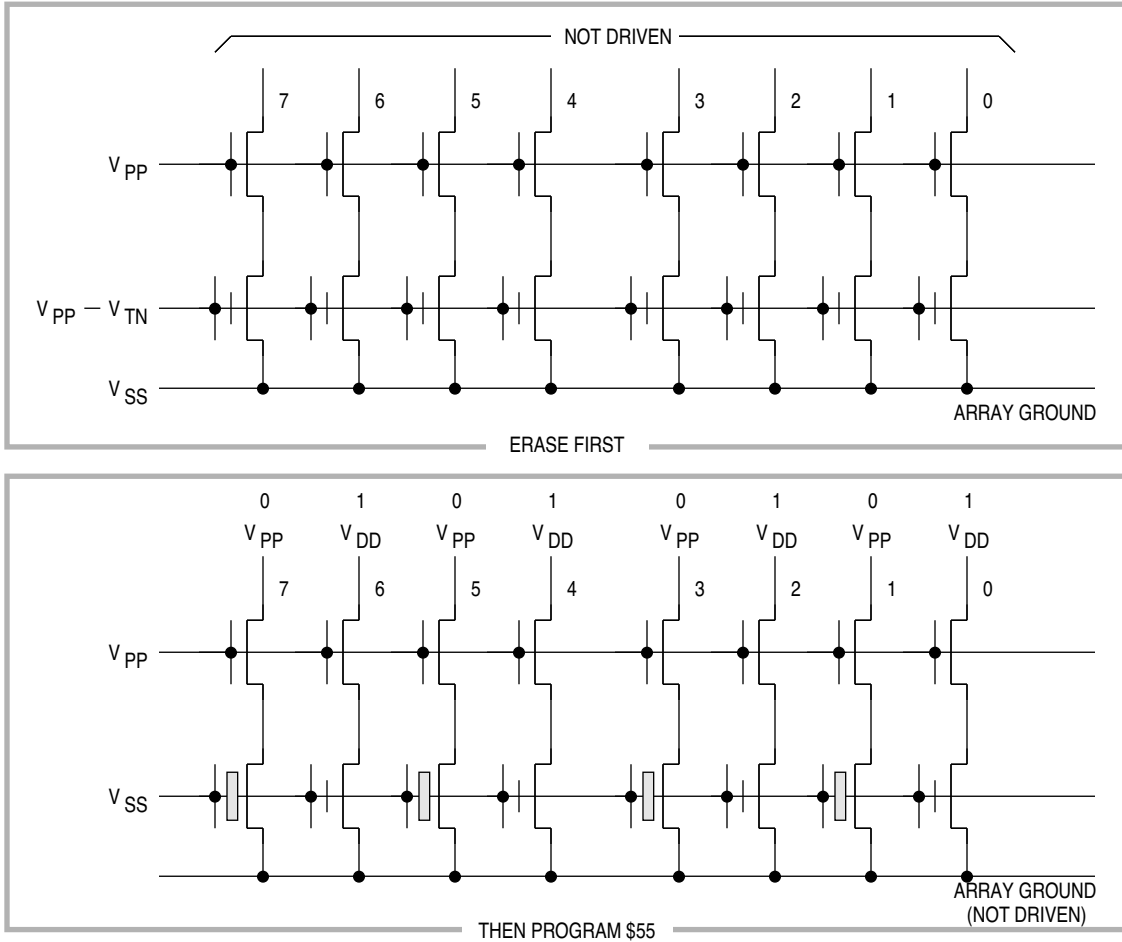 NOT DRIVEN
7 6 5 4 3 2 1 0
V PP
V PP — V TN
V SS
ARRAY GROUND
ERASE FIRST
0 1 0 1 0 1 0 1
V PP V DD V PP V DD V PP V DD V PP V DD
7 6 5 4 3 2 1 0
V PP
V SS
ARRAY GROUND
(NOT DRIVEN)
THEN PROGRAM $55